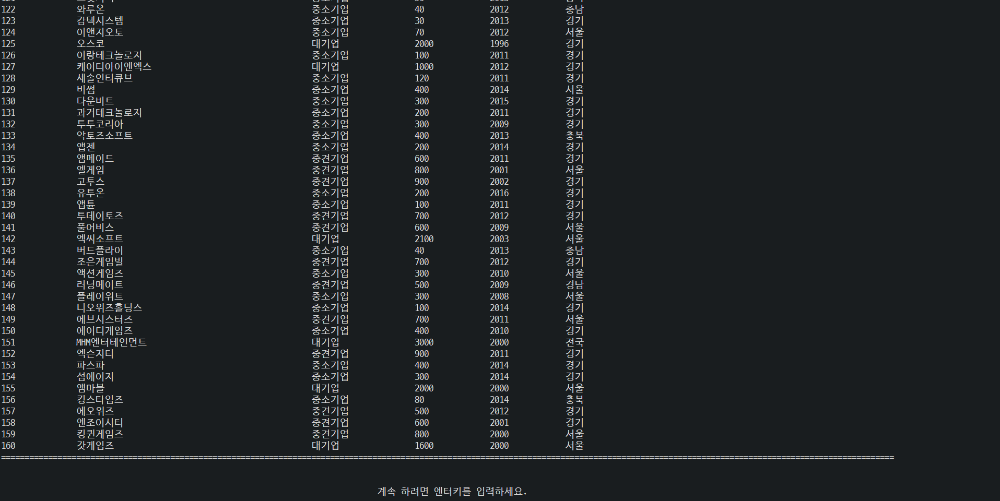 122 와루온 중소기업 40 2012 충남
123 캄텍시스템 중소기업 30 2013 경기
124 이앤지오토 중소기업 70 2012 서울
125 오스코 대기업 2000 1996 경기
126 이랑테크놀로지 중소기업 100 2011 경기
127 케이티아이엔엑스 대기업 1000 2012 경기
128 세솔인티큐브 중소기업 120 2011 경기
129 비썸 중소기업 400 2014 서울
130 다운비트 중소기업 300 2015 경기
131 과거테크놀로지 중소기업 200 2011 경기
132 투투코리아 중소기업 300 2009 경기
133 악토즈소프트 중소기업 400 2013 충북
134 앱젠 중소기업 200 2014 경기
135 앰메이드 중견기업 600 2011 경기
136 엘게임 중견기업 800 2001 서울
137 고투스 중견기업 900 2002 경기
138 유투온 중소기업 200 2016 경기
139 앱튠 중소기업 100 2011 경기
140 투데이토즈 중견기업 700 2012 경기
141 풀어비스 중견기업 600 2009 서울
142 엑씨소프트 대기업 2100 2003 서울
143 버드플라이 중소기업 40 2013 충남
144 조은게임빌 중견기업 700 2012 경기
145 액션게임즈 중소기업 300 2010 서울
146 러닝메이트 중견기업 500 2009 경남
147 플레이위트 중소기업 300 2008 서울
148 니오위즈홀딩스 중소기업 100 2014 경기
149 에브시스터즈 중견기업 700 2011 서울
150 에이디게임즈 중소기업 400 2010 경기
151 MHM엔터테인먼트 대기업 3000 2000 전국
152 엑슨지티 중견기업 900 2011 경기
153 파스파 중소기업 400 2014 경기
154 섬에이지 중소기업 300 2014 경기
155 앰마블 대기업 2000 2000 서울
156 킹스타임즈 중소기업 80 2014 충북
157 에오위즈 중견기업 500 2012 경기
158 엔조이시티 중견기업 600 2001 경기
159 킹퀸게임즈 중견기업 800 2000 서울
160 갓게임즈 대기업 1600 2000 서울
계속 하려면 엔터키를 입력하세요.